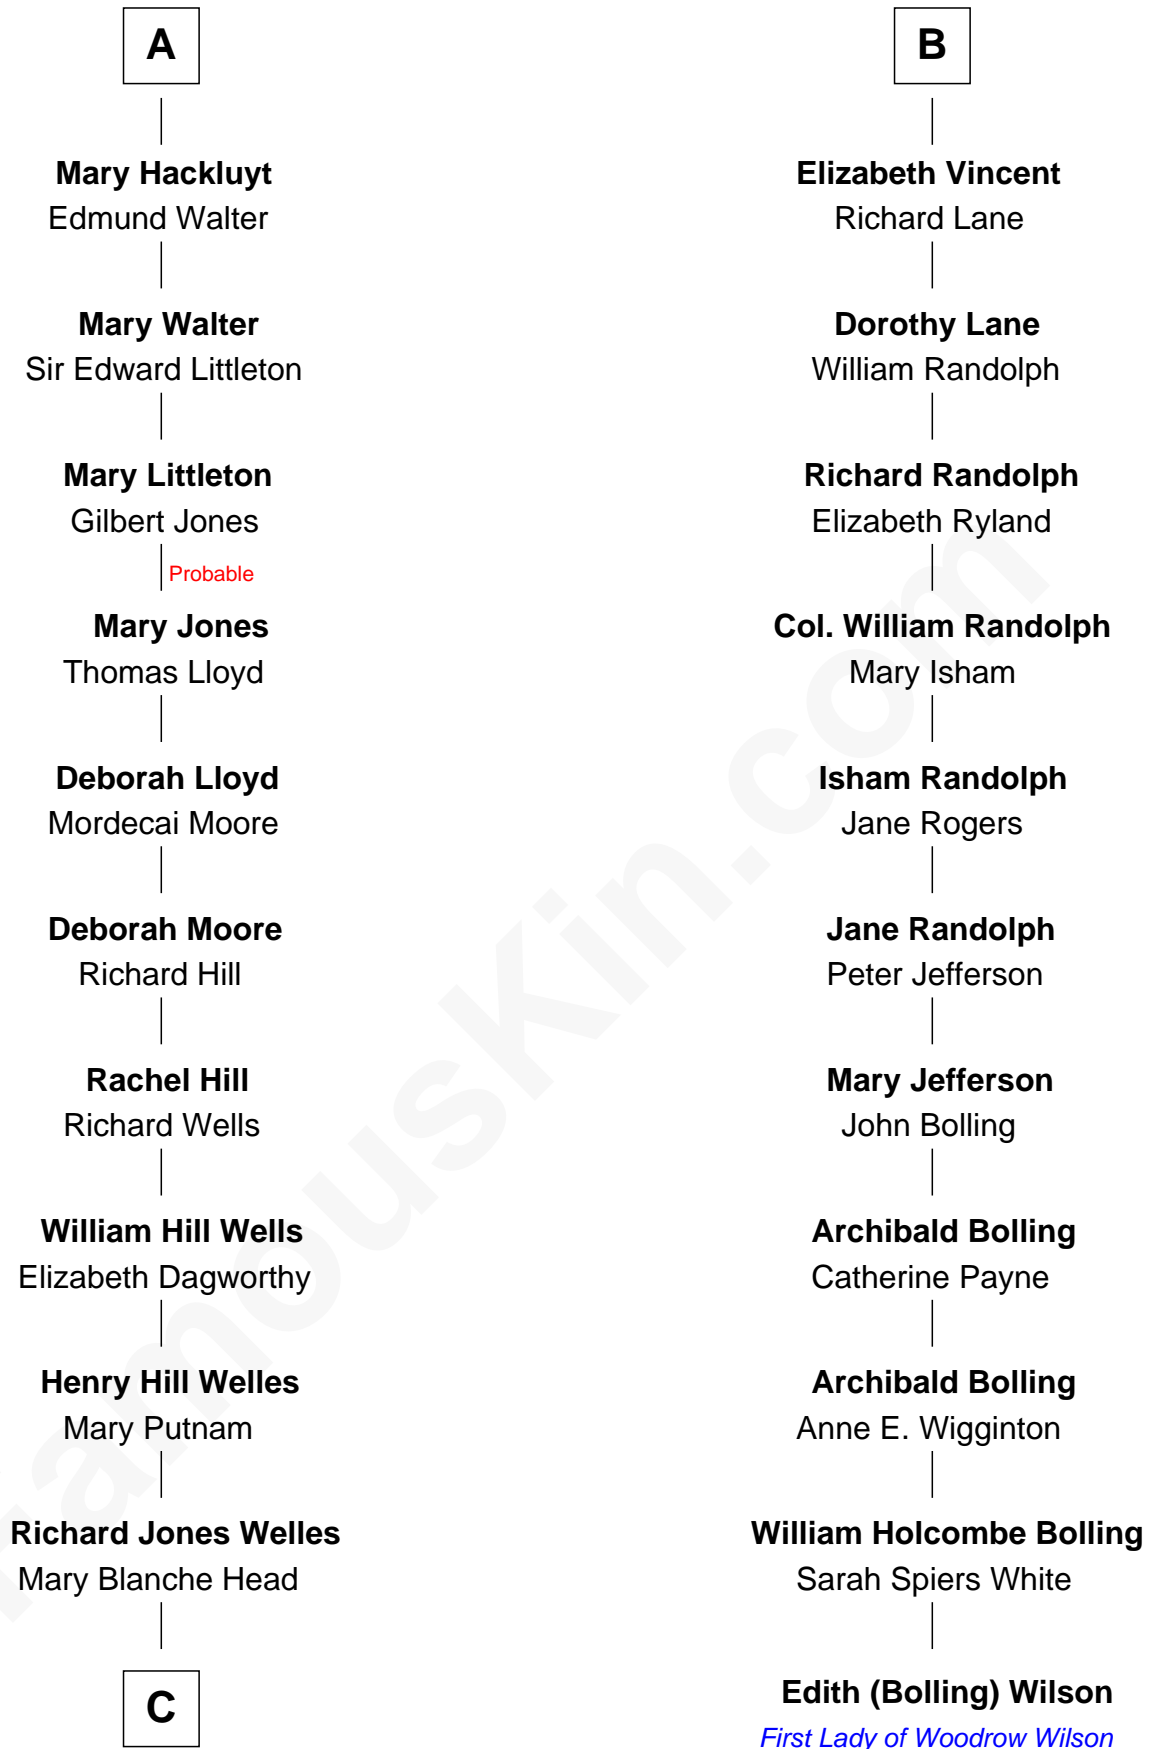 A
Mary Hackluyt
Edmund Walter
Mary Walter
Sir Edward Littleton
Mary Littleton
Gilbert Jones
Probable
Mary Jones
Thomas Lloyd
Deborah Lloyd
Mordecai Moore
Deborah Moore
Richard Hill
Rachel Hill
Richard Wells
William Hill Wells
Elizabeth Dagworthy
Henry Hill Welles
Mary Putnam
Richard Jones Welles
Mary Blanche Head
C
B
Elizabeth Vincent
Richard Lane
Dorothy Lane
William Randolph
Richard Randolph
Elizabeth Ryland
Col. William Randolph
Mary Isham
Isham Randolph
Jane Rogers
Jane Randolph
Peter Jefferson
Mary Jefferson
John Bolling
Archibald Bolling
Catherine Payne
Archibald Bolling
Anne E. Wigginton
William Holcombe Bolling
Sarah Spiers White
Edith (Bolling) Wilson
First Lady of Woodrow Wilson
FamousKin.com